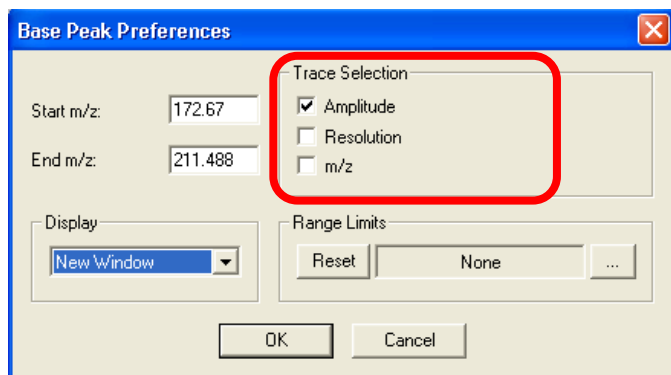 Base Peak Preferences
Start m/z:
172.67
End m/z:
211.488
Trace Selection
Amplitude
Resolution
m/z
Display
New Window
Range Limits
Reset
None
...
OK
Cancel